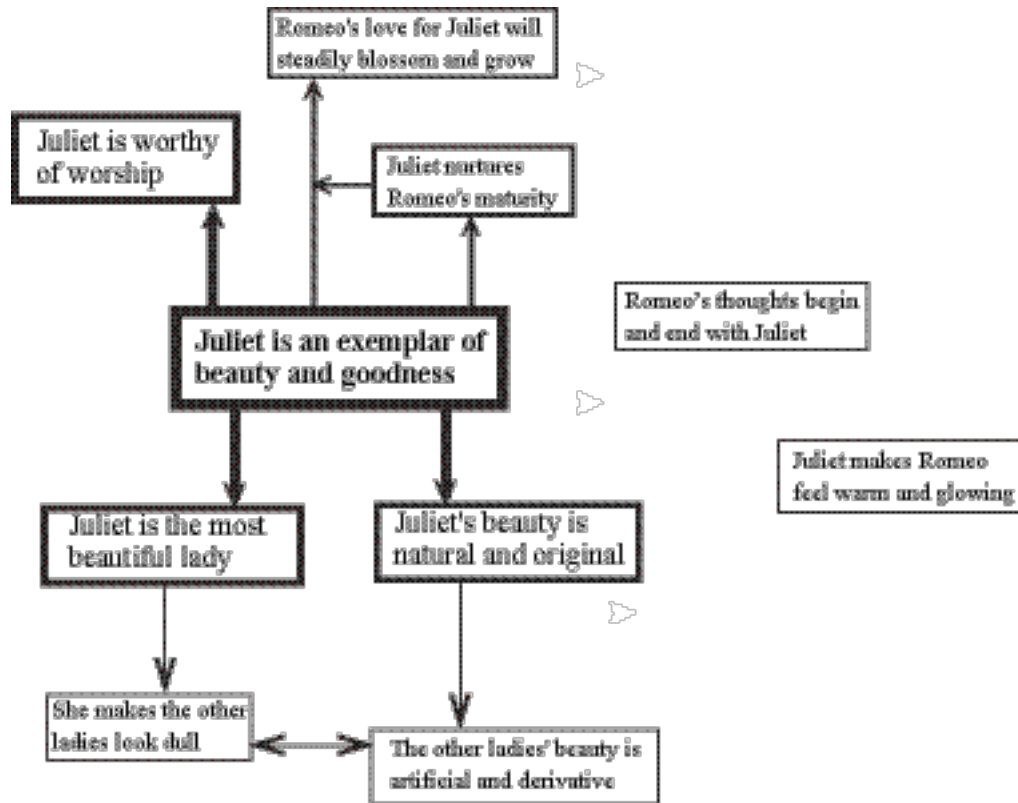 Romeo's love for Juliet will
steadily blossom and grow
Juliet is worthy
of worship
Juliet nurtures
Romeo's maturity
Romeo's thoughts begin
and end with Juliet
Juliet is an exemplar of
beauty and goodness
Juliet makes Romeo
feel warm and glowing
Juliet is the most
beautiful lady
Juliet's beauty is
natural and original
She makes the other
ladies look dull
The other ladies' beauty is
artificial and derivative